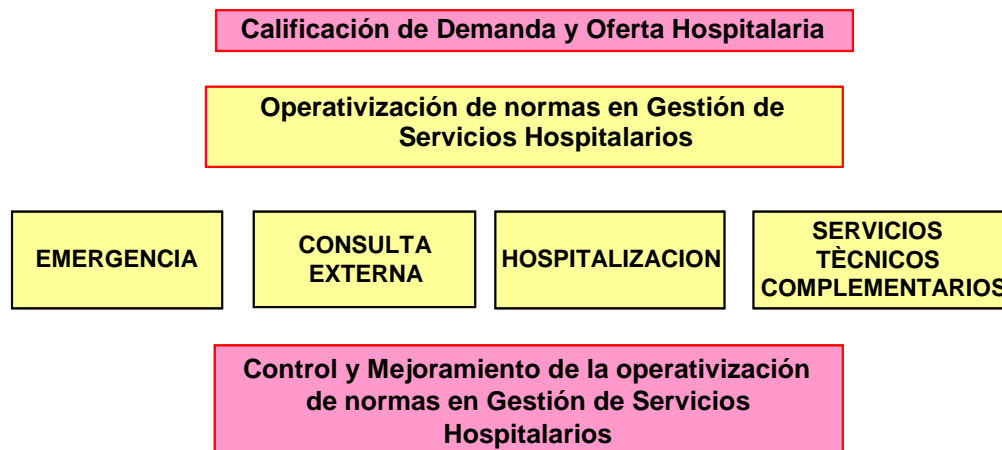 Calificación de Demanda y Oferta Hospitalaria
Operativización de normas en Gestión de
Servicios Hospitalarios
EMERGENCIA
CONSULTA
EXTERNA
HOSPITALIZACION
SERVICIOS
TÈCNICOS
COMPLEMENTARIOS
Control y Mejoramiento de la operativización
de normas en Gestión de Servicios
Hospitalarios